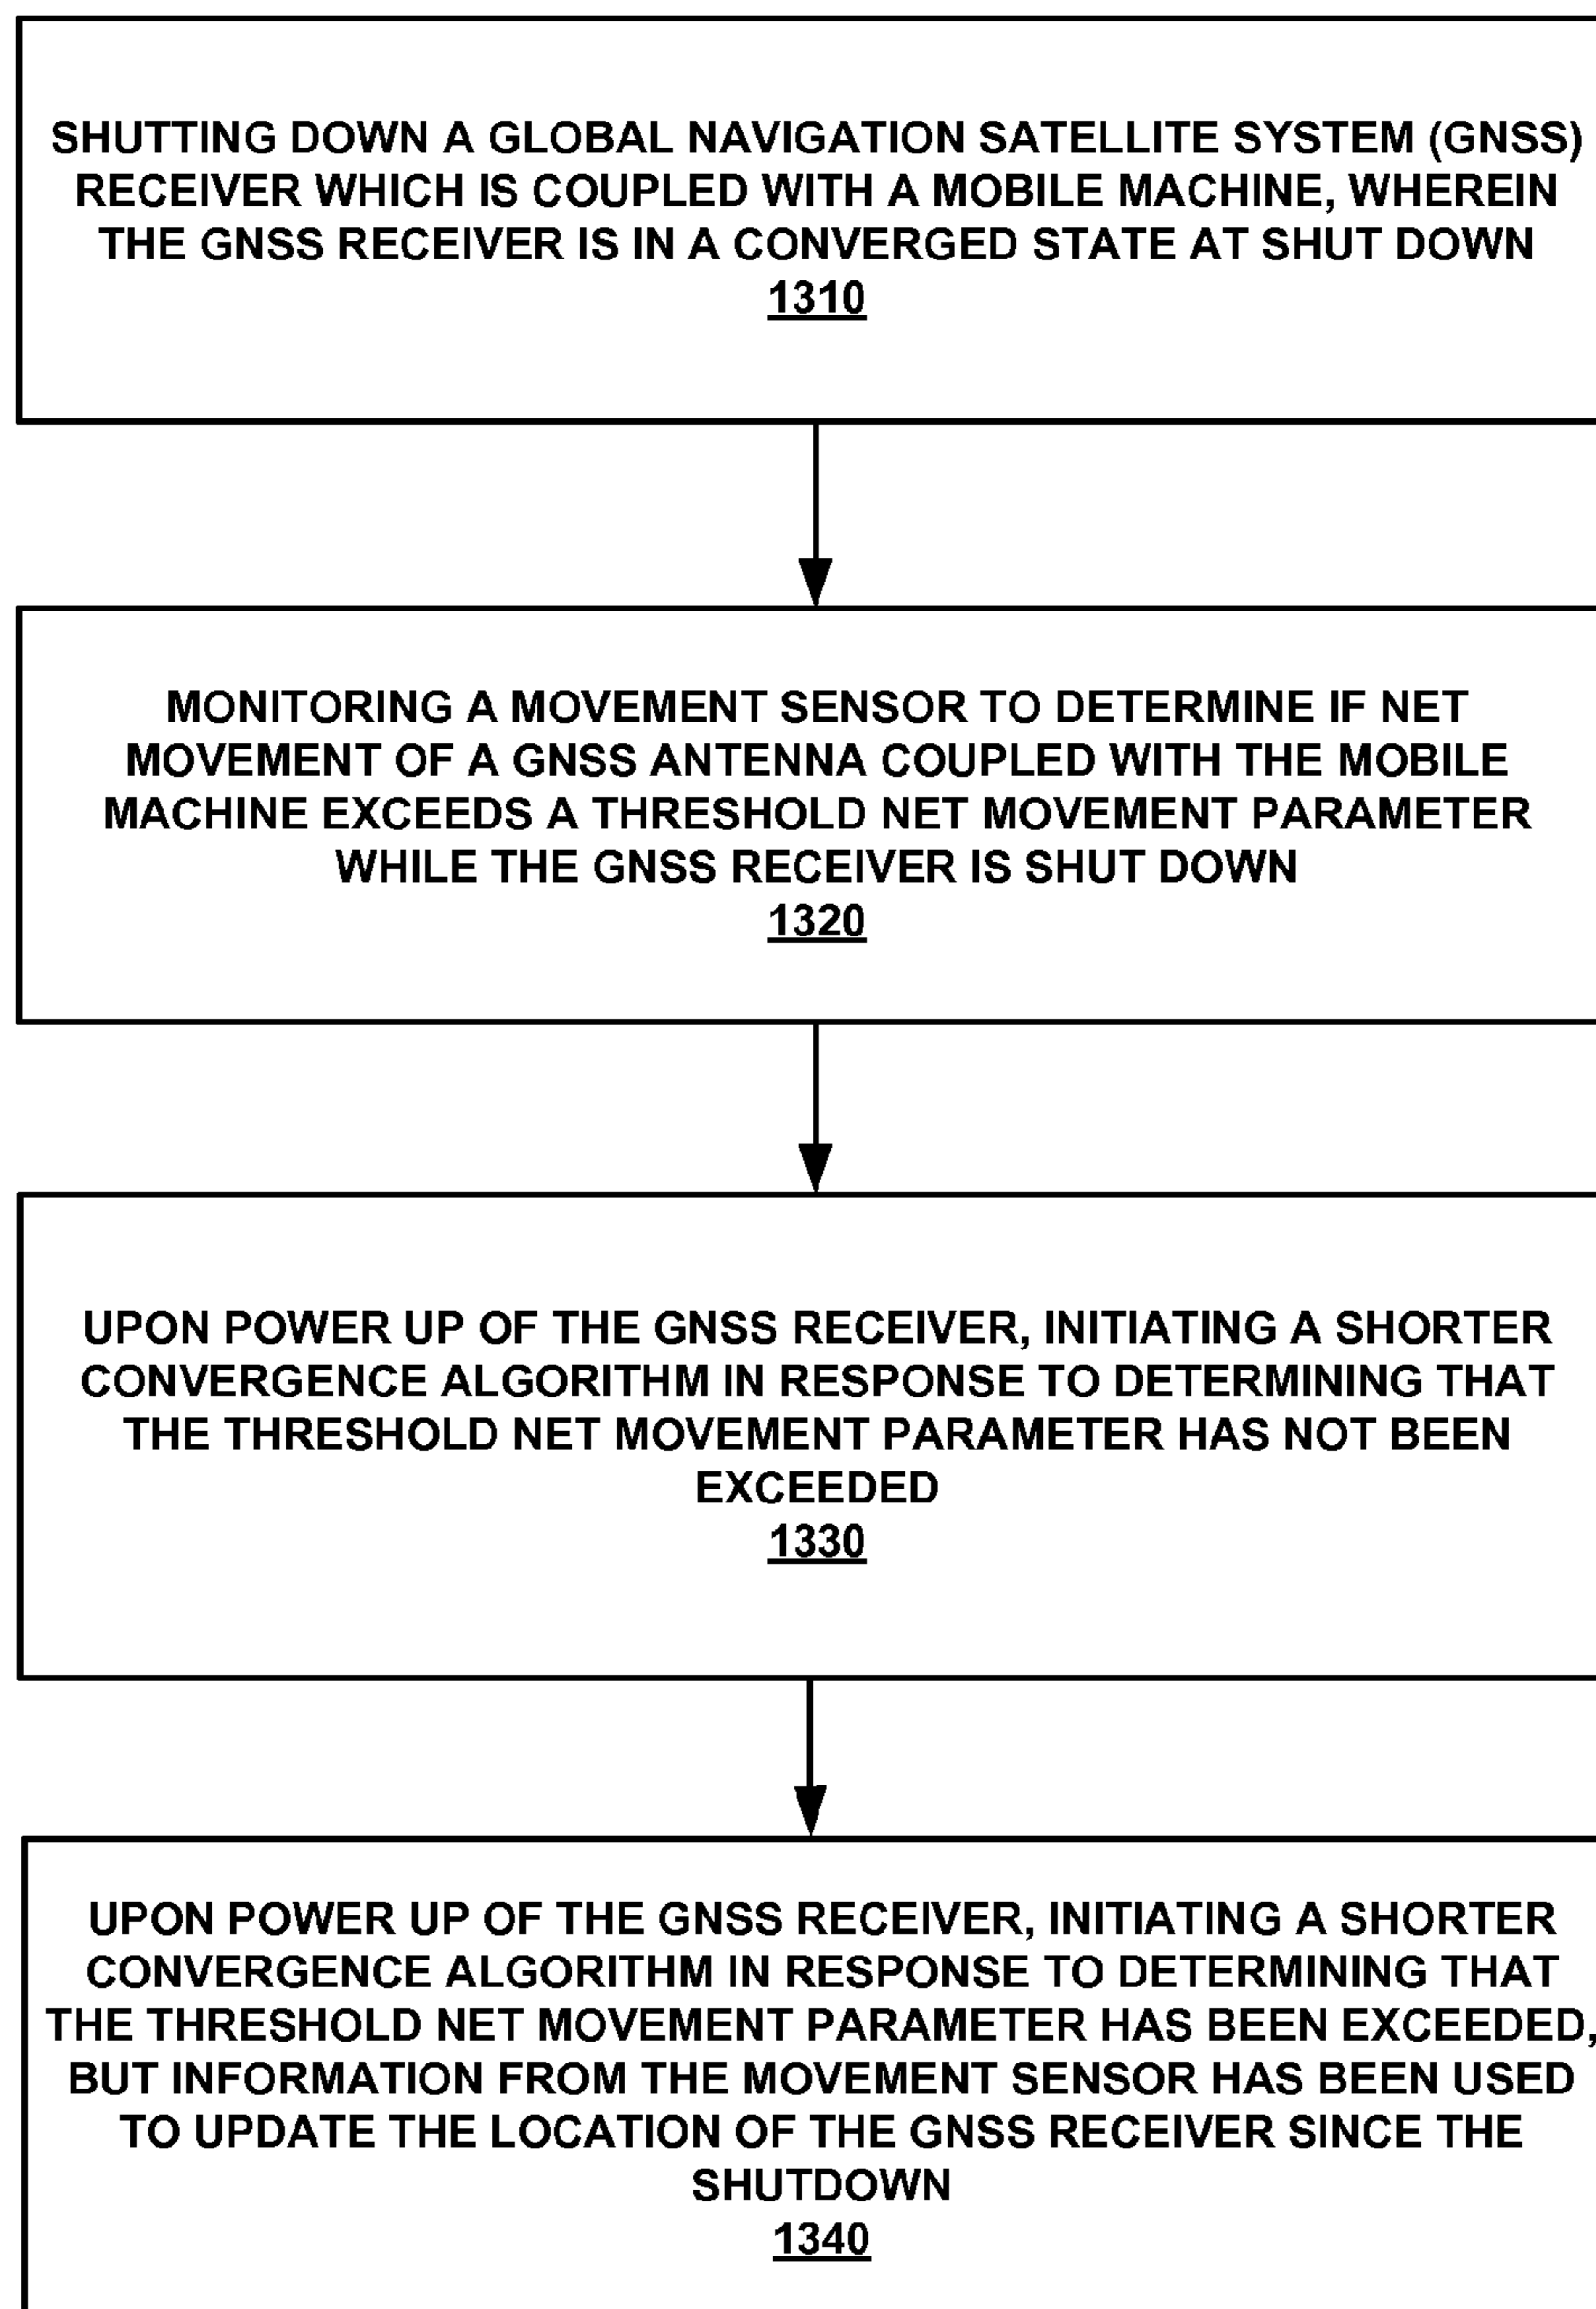 SHUTTING DOWN A GLOBAL NAVIGATION SATELLITE SYSTEM (GNSS)
RECEIVER WHICH IS COUPLED WITH A MOBILE MACHINE, WHEREIN
THE GNSS RECEIVER IS IN A CONVERGED STATE AT SHUT DOWN
1310
MONITORING A MOVEMENT SENSOR TO DETERMINE IF NET
MOVEMENT OF A GNSS ANTENNA COUPLED WITH THE MOBILE
MACHINE EXCEEDS A THRESHOLD NET MOVEMENT PARAMETER
WHILE THE GNSS RECEIVER IS SHUT DOWN
1320
UPON POWER UP OF THE GNSS RECEIVER, INITIATING A SHORTER
CONVERGENCE ALGORITHM IN RESPONSE TO DETERMINING THAT
THE THRESHOLD NET MOVEMENT PARAMETER HAS NOT BEEN
EXCEEDED
1330
UPON POWER UP OF THE GNSS RECEIVER, INITIATING A SHORTER
CONVERGENCE ALGORITHM IN RESPONSE TO DETERMINING THAT
THE THRESHOLD NET MOVEMENT PARAMETER HAS BEEN EXCEEDED,
BUT INFORMATION FROM THE MOVEMENT SENSOR HAS BEEN USED
TO UPDATE THE LOCATION OF THE GNSS RECEIVER SINCE THE
SHUTDOWN
1340